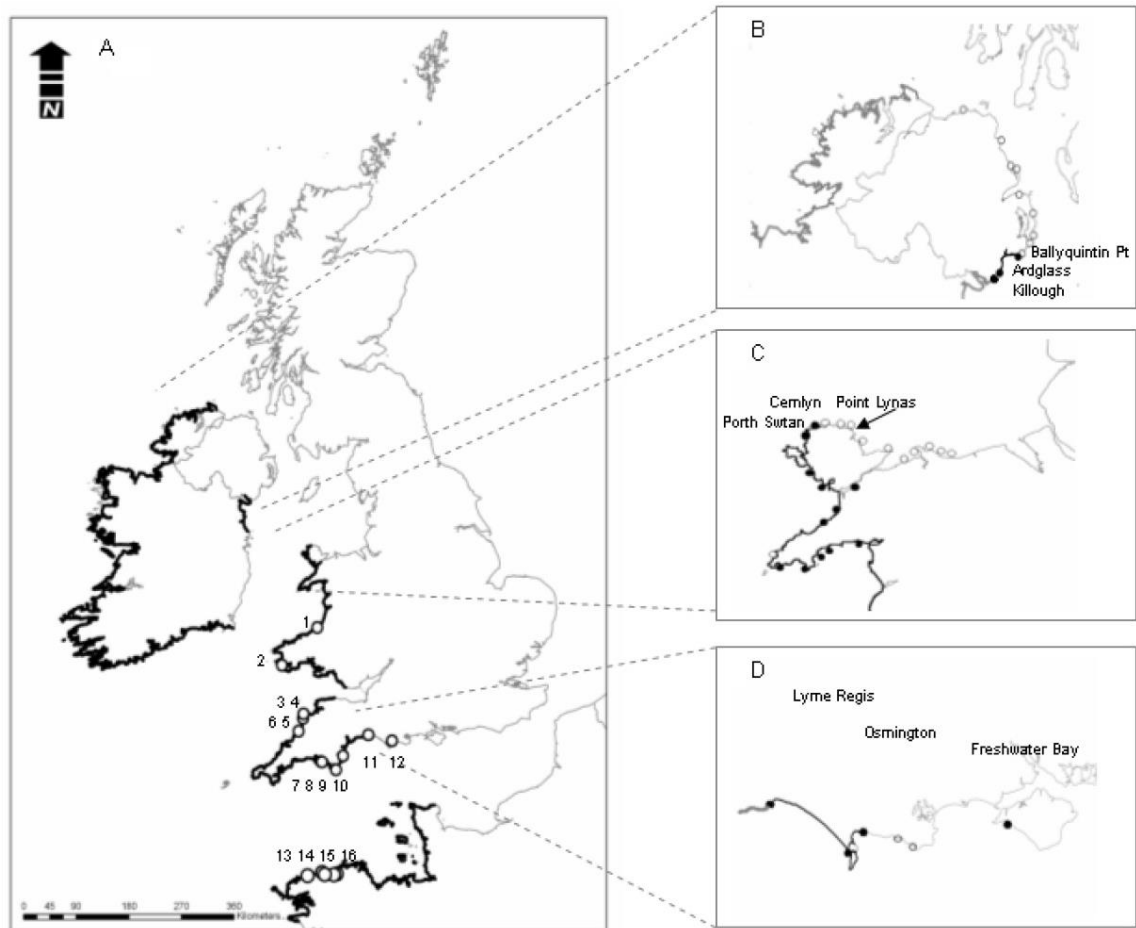 A
N
1
2
3 4
6 5
7 8 9 10
11 12
13 14 15 16
0 45 90 180 270 360
Kilometers
B
Ballyquintin Pt
Ardglass
Killough
C
Cemlyn Point Lynas
Porth Swtan
D
Lyme Regis
Osmington
Freshwater Bay